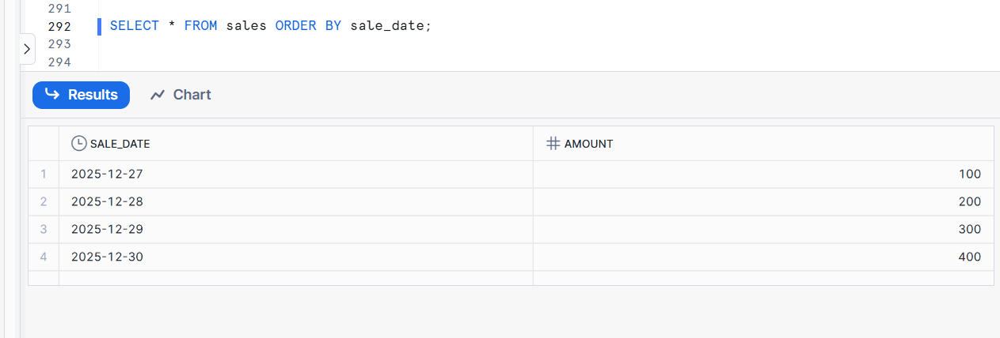 291
292 SELECT * FROM sales ORDER BY sale_date;
293
294
Results Chart
SALE_DATE AMOUNT
1 2025-12-27 100
2 2025-12-28 200
3 2025-12-29 300
4 2025-12-30 400